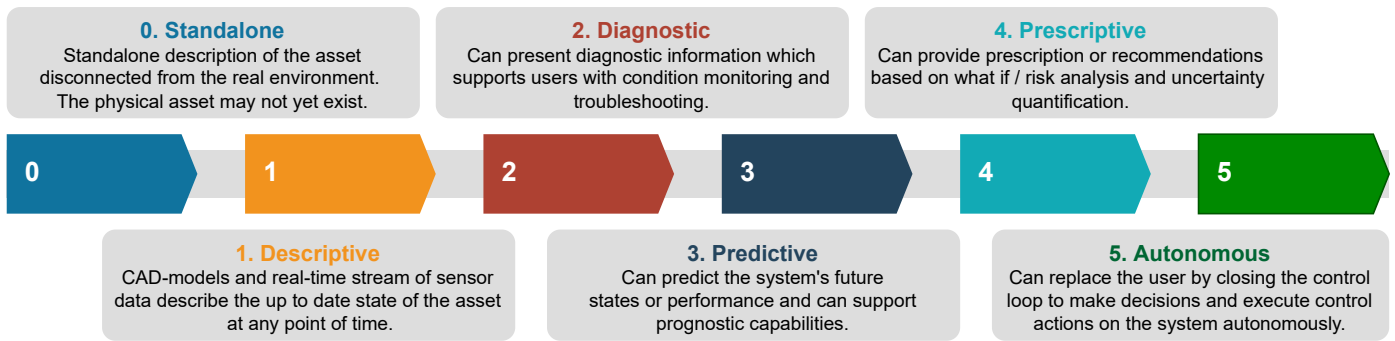 0. Standalone
Standalone description of the asset
disconnected from the real environment.
The physical asset may not yet exist.
2. Diagnostic
Can present diagnostic information which
supports users with condition monitoring and
troubleshooting.
4. Prescriptive
Can provide prescription or recommendations
based on what if / risk analysis and uncertainty
quantification.
0
1
2
3
4
5
1. Descriptive
CAD-models and real-time stream of sensor
data describe the up to date state of the asset
at any point of time.
3. Predictive
Can predict the system's future
states or performance and can support
prognostic capabilities.
5. Autonomous
Can replace the user by closing the control
loop to make decisions and execute control
actions on the system autonomously.